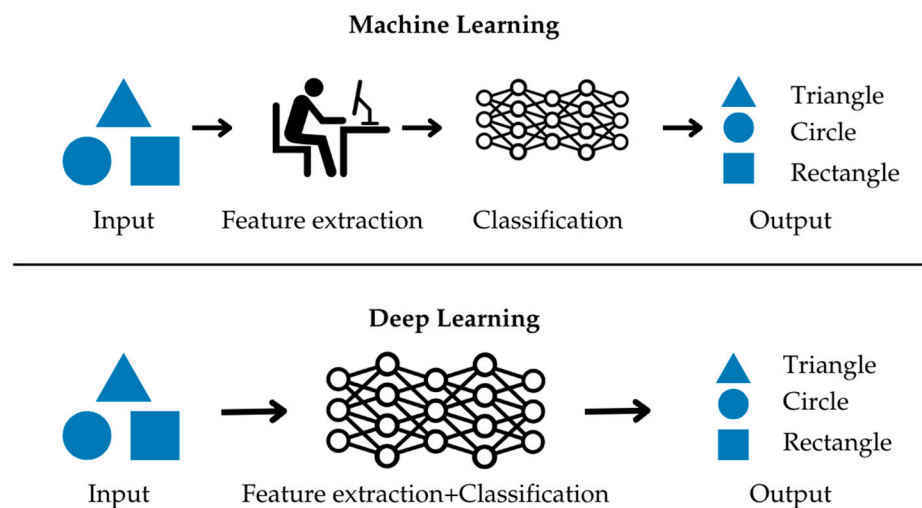 Machine Learning
Triangle
Circle
Rectangle
Input
Feature extraction
Classification
Output
Deep Learning
Triangle
Circle
Rectangle
Input
Feature extraction+Classification
Output